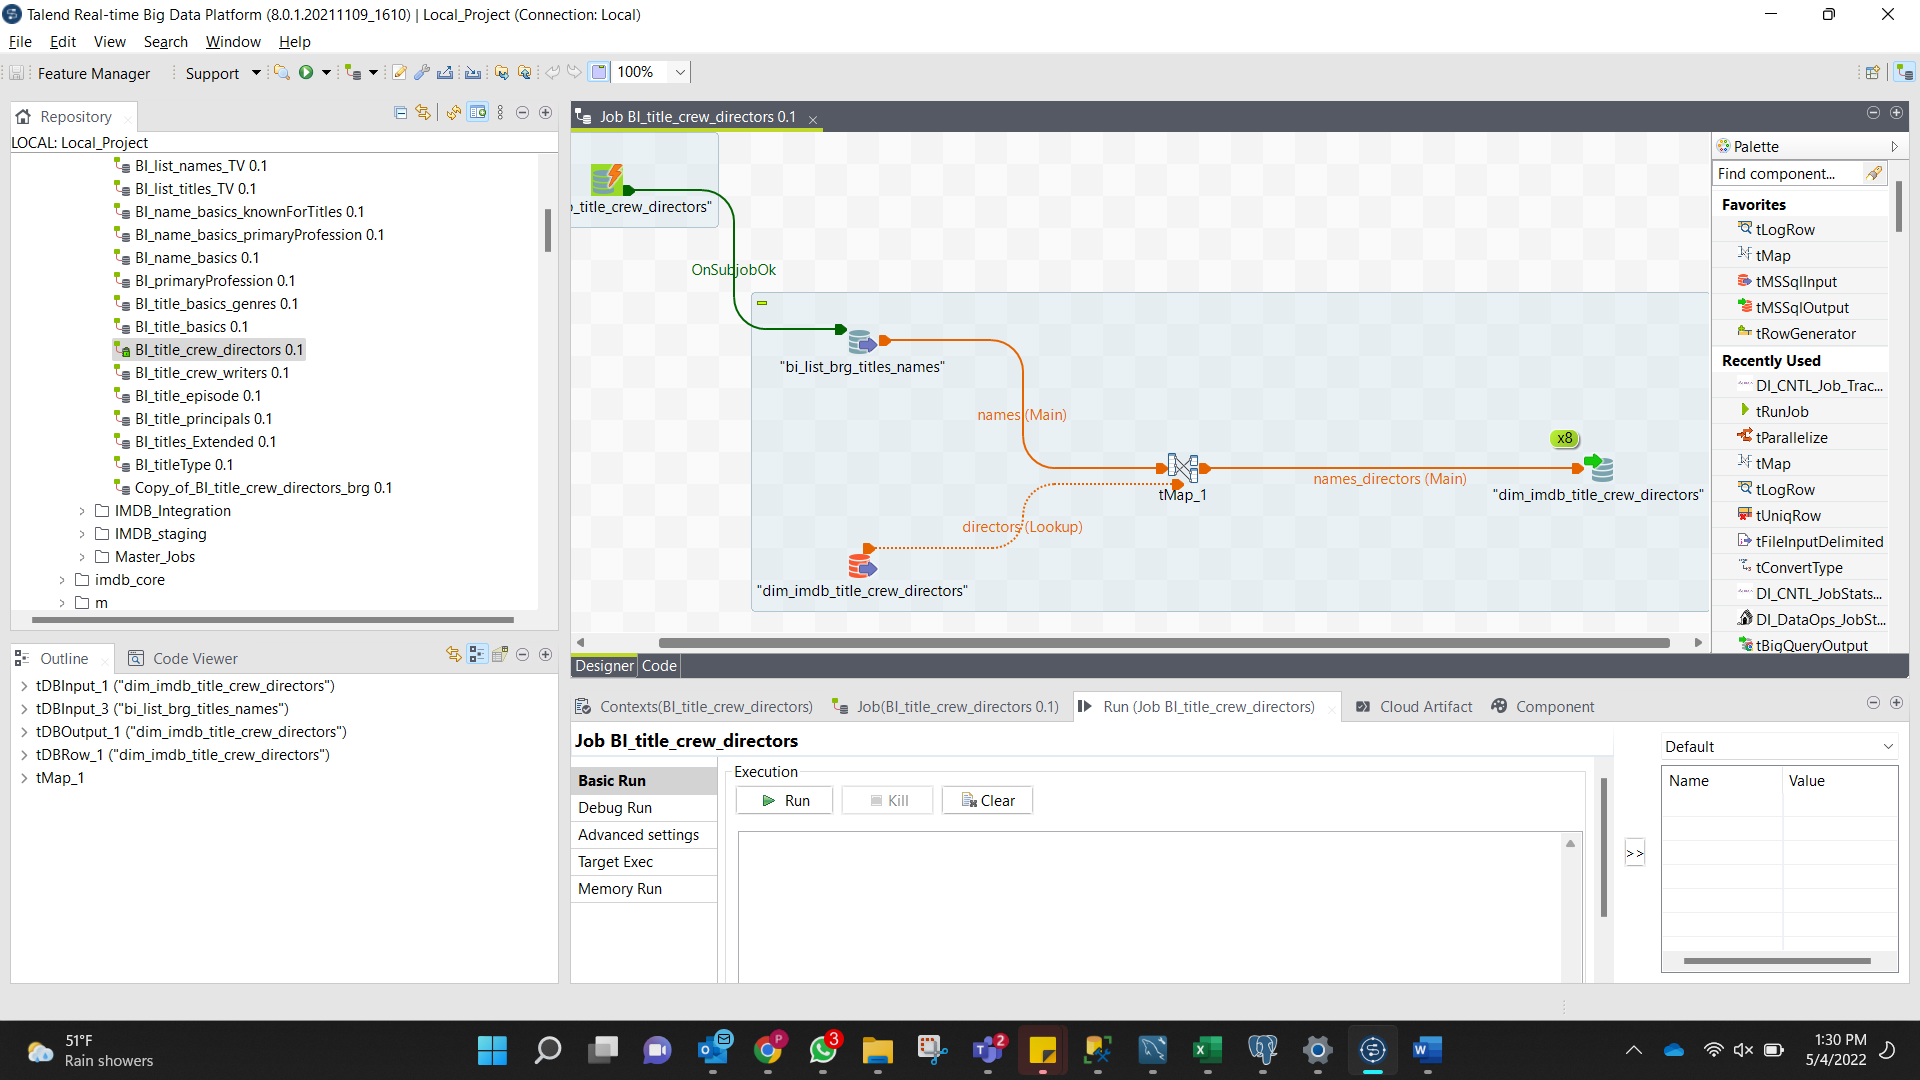 Talend Real-time Big Data Platform (8.0.1.20211109_1610) | Local_Project (Connection: Local)
File Edit View Search Window Help
Feature Manager Support 100%
Repository
LOCAL: Local_Project
BI_list_names_TV 0.1
BI_list_titles_TV 0.1
BI_name_basics_knownForTitles 0.1
BI_name_basics_primaryProfession 0.1
BI_name_basics 0.1
BI_primaryProfession 0.1
BI_title_basics_genres 0.1
BI_title_basics 0.1
BI_title_crew_directors 0.1
BI_title_crew_writers 0.1
BI_title_episode 0.1
BI_title_principals 0.1
BI_titles_Extended 0.1
BI_titleType 0.1
Copy_of_BI_title_crew_directors_brg 0.1
IMDB_Integration
IMDB_staging
Master_Jobs
imdb_core
m
Outline Code Viewer
tDBInput_1 ("dim_imdb_title_crew_directors")
tDBInput_3 ("bi_list_brg_titles_names")
tDBOutput_1 ("dim_imdb_title_crew_directors")
tDBRow_1 ("dim_imdb_title_crew_directors")
tMap_1
Job BI_title_crew_directors 0.1
_title_crew_directors"
OnSubjobOk
"bi_list_brg_titles_names"
names (Main)
x8
tMap_1
names_directors (Main)
"dim_imdb_title_crew_directors"
directors (Lookup)
"dim_imdb_title_crew_directors"
Designer Code
Palette
Find component...
Favorites
tLogRow
tMap
tMSSqlInput
tMSSqlOutput
tRowGenerator
Recently Used
DI_CNTL_Job_Trac...
tRunJob
tParallelize
tMap
tLogRow
tUniqRow
tFileInputDelimited
tConvertType
DI_CNTL_JobStats...
DI_DataOps_JobSt...
tBigQueryOutput
Contexts(BI_title_crew_directors) Job(BI_title_crew_directors 0.1) Run (Job BI_title_crew_directors) Cloud Artifact Component
Job BI_title_crew_directors
Basic Run
Debug Run
Advanced settings
Target Exec
Memory Run
Execution
Run Kill Clear
>>
Default
Name Value
51°F
Rain showers
P
3
2
1:30 PM
5/4/2022